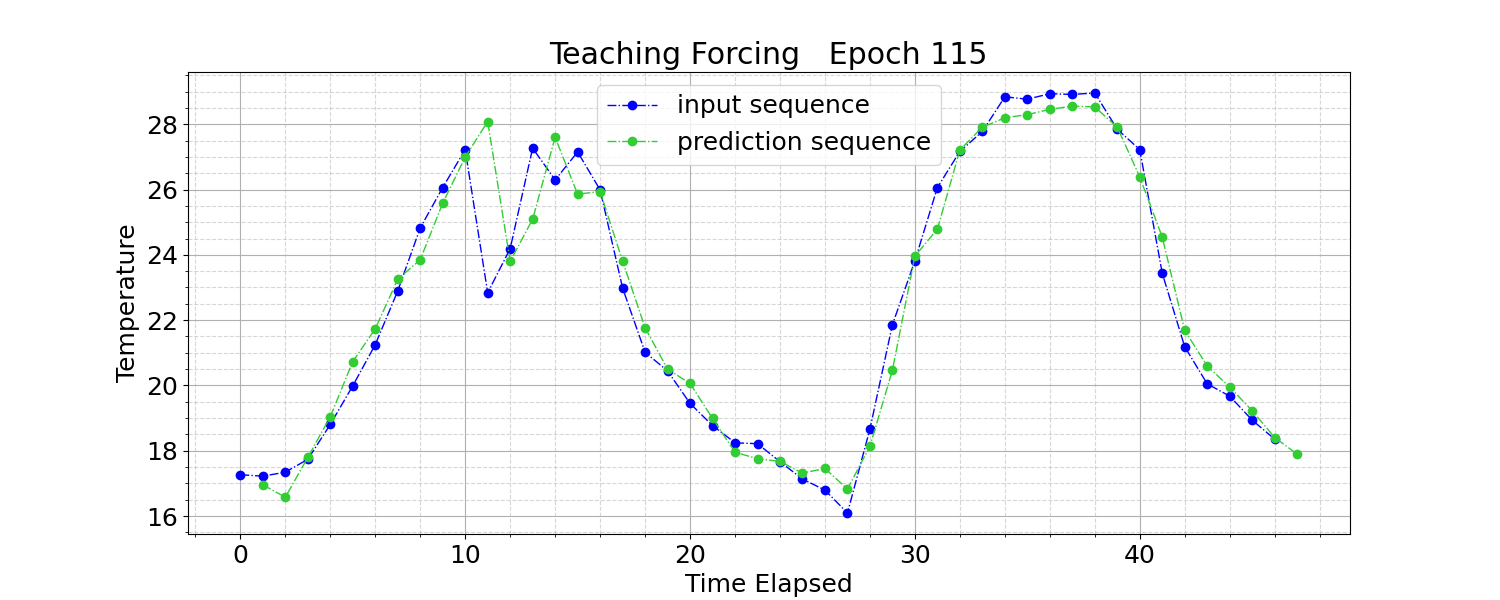 Teaching Forcing   Epoch 115
input sequence
prediction sequence
28
26
24
22
20
18
16
Temperature
0 10 20 30 40
Time Elapsed